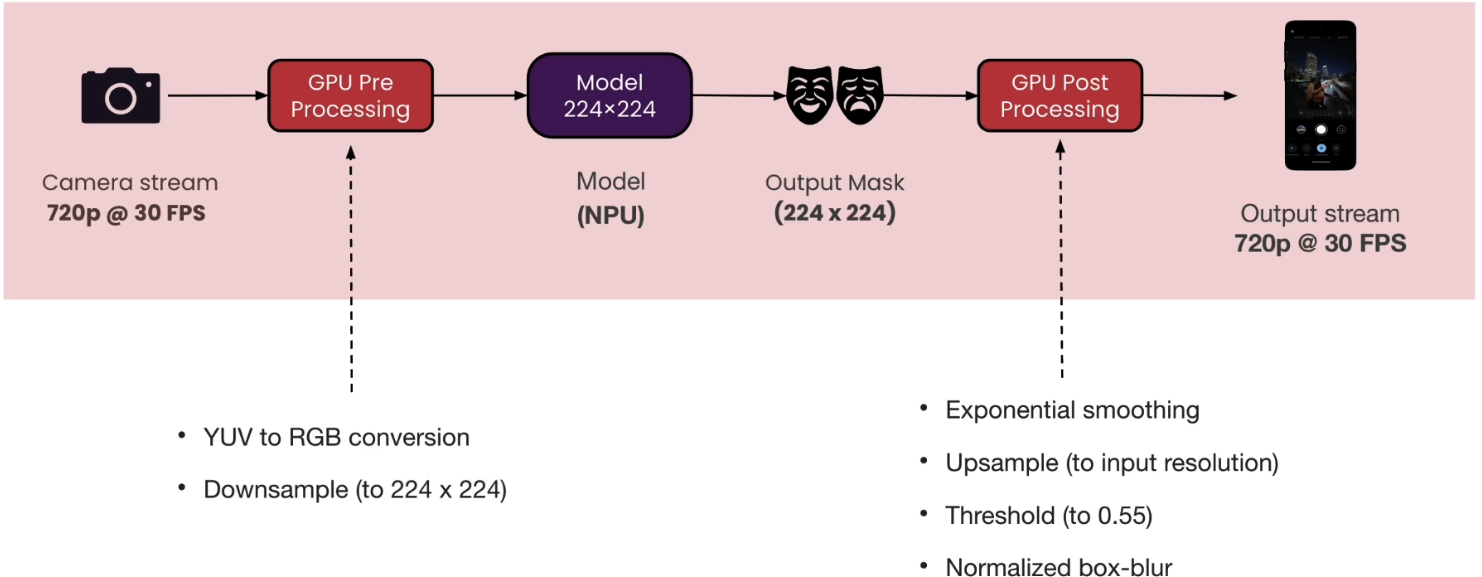 GPU Pre
Processing
Model
224×224
GPU Post
Processing
Camera stream
720p @ 30 FPS
Model
(NPU)
Output Mask
(224 x 224)
Output stream
720p @ 30 FPS
• YUV to RGB conversion
• Downsample (to 224 x 224)
• Exponential smoothing
• Upsample (to input resolution)
• Threshold (to 0.55)
• Normalized box-blur